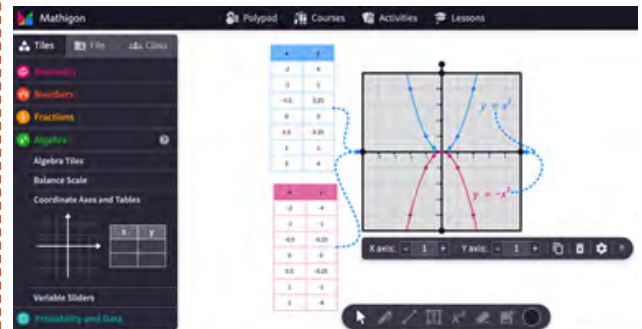 Mathigon
Polypad
Courses
Activities
Lessons
Tiles
File
Class
Geometry
Numbers
Fractions
Algebra
Algebra Tiles
Balance Scale
Coordinate Axes and Tables
x y
Variable Sliders
Probability and Data
x y
-2 4
-1 1
-0.5 0.25
0 0
0.5 0.25
1 1
2 4
x y
-2 -4
-1 -1
-0.5 -0.25
0 0
0.5 -0.25
1 -1
2 -4
y = x²
y = -x²
X axis: - 1 + Y axis: - 1 +